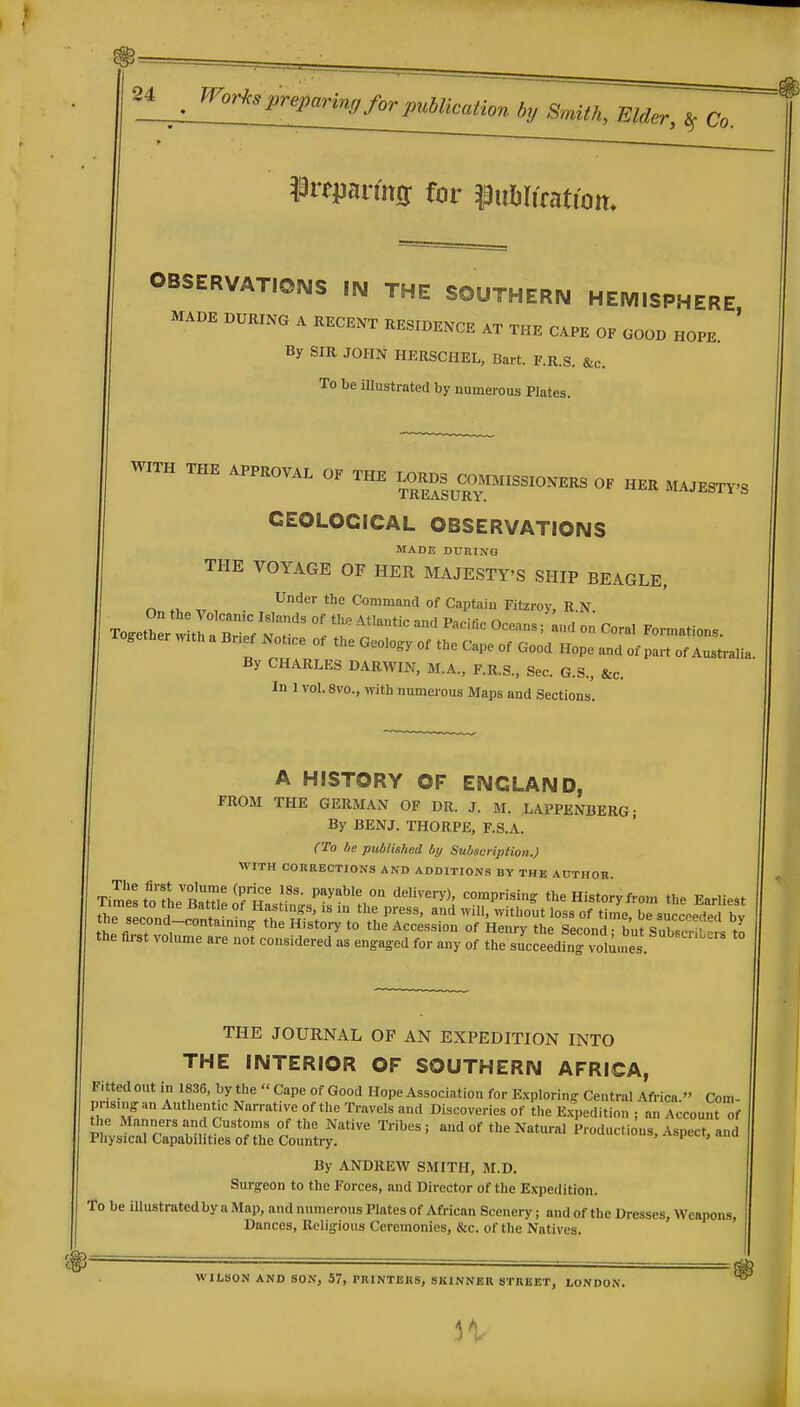 24 Works preparing for publication by Smith, Elder, & Co.
Preparing for Publication.
OBSERVATIONS IN THE SOUTHERN HEMISPHERE,
MADE DURING A RECENT RESIDENCE AT THE CAPE OF GOOD HOPE.
By SIR JOHN HERSCHEL, Bart. F.R.S. &c.
To be illustrated by numerous Plates.
WITH THE APPROVAL OF THE LORDS COMMISSIONERS OF HER MAJESTY'S
TREASURY.
GEOLOGICAL OBSERVATIONS
MADE DURING
THE VOYAGE OF HER MAJESTY'S SHIP BEAGLE,
Under the Command of Captain Fitzroy, R.N.
On the Volcanic Islands of the Atlantic and Pacific Oceans; and on Coral Formations.
Together with a Brief Notice of the Geology of the Cape of Good Hope and of part of Australia.
By CHARLES DARWIN, M.A., F.R.S., Sec. G.S., &c.
In 1 vol. 8vo., with numerous Maps and Sections.
A HISTORY OF ENGLAND,
FROM THE GERMAN OF DR. J. M. LAPPENBERG;
By BENJ. THORPE, F.S.A.
(To be published by Subscription.)
WITH CORRECTIONS AND ADDITIONS BY THE AUTHOR.
The first volume (price 18s. payable on delivery), comprising the History from the Earliest
Times to the Battle of Hastings, is in the press, and will, without loss of time, be succeeded by
the second—containing the History to the Accession of Henry the Second; but Subscribers to
the first volume are not considered as engaged for any of the succeeding volumes.
THE JOURNAL OF AN EXPEDITION INTO
THE INTERIOR OF SOUTHERN AFRICA,
Fitted out in 1836, by the "Cape of Good Hope Association for Exploring Central Africa." Com-
prising an Authentic Narrative of the Travels and Discoveries of the Expedition; an Account of
the Manners and Customs of the Native Tribes; and of the Natural Productions, Aspect, and
Physical Capabilities of the Country.
By ANDREW SMITH, M.D.
Surgeon to the Forces, and Director of the Expedition.
To be illustrated by a Map, and numerous Plates of African Scenery; and of the Dresses, Weapons,
Dances, Religious Ceremonies, &c. of the Natives.
WILSON AND SON, 57, PRINTERS, SKINNER STREET, LONDON.